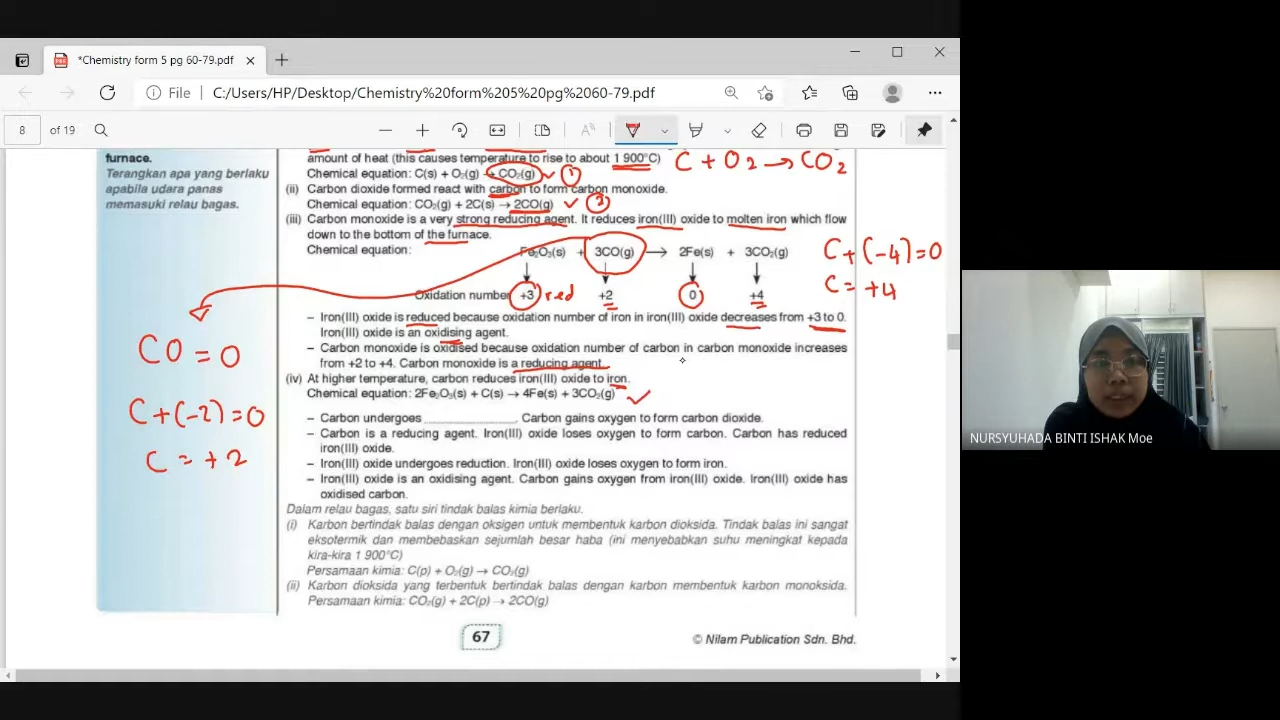 *Chemistry form 5 pg 60-79.pdf
File
C:/Users/HP/Desktop/Chemistry%20form%205%20pg%2060-79.pdf
8 of 19
furnace.
Terangkan apa yang berlaku
apabila udara panas
memasuki relau bagas.
amount of heat (this causes temperature to rise to about 1 900°C)
C + O2 → CO2
Chemical equation: C(s) + O₂(g) → CO₂(g) ✓ ①
(ii) Carbon dioxide formed react with carbon to form carbon monoxide.
Chemical equation: CO₂(g) + 2C(s) → 2CO(g) ✓ ②
(iii) Carbon monoxide is a very strong reducing agent. It reduces iron(III) oxide to molten iron which flow
down to the bottom of the furnace.
Chemical equation: Fe₂O₃(s) + 3CO(g) → 2Fe(s) + 3CO₂(g)
Oxidation number +3 red +2 0 +4
C + (-4) = 0
C = +4
– Iron(III) oxide is reduced because oxidation number of iron in iron(III) oxide decreases from +3 to 0.
Iron(III) oxide is an oxidising agent.
– Carbon monoxide is oxidised because oxidation number of carbon in carbon monoxide increases
from +2 to +4. Carbon monoxide is a reducing agent.
CO = 0
C + (-2) = 0
C = +2
(iv) At higher temperature, carbon reduces iron(III) oxide to iron.
Chemical equation: 2Fe₂O₃(s) + C(s) → 4Fe(s) + 3CO₂(g) ✓
– Carbon undergoes ____________. Carbon gains oxygen to form carbon dioxide.
– Carbon is a reducing agent. Iron(III) oxide loses oxygen to form carbon. Carbon has reduced
iron(III) oxide.
– Iron(III) oxide undergoes reduction. Iron(III) oxide loses oxygen to form iron.
– Iron(III) oxide is an oxidising agent. Carbon gains oxygen from iron(III) oxide. Iron(III) oxide has
oxidised carbon.
Dalam relau bagas, satu siri tindak balas kimia berlaku.
(i) Karbon bertindak balas dengan oksigen untuk membentuk karbon dioksida. Tindak balas ini sangat
eksotermik dan membebaskan sejumlah besar haba (ini menyebabkan suhu meningkat kepada
kira-kira 1 900°C)
Persamaan kimia: C(p) + O₂(g) → CO₂(g)
(ii) Karbon dioksida yang terbentuk bertindak balas dengan karbon membentuk karbon monoksida.
Persamaan kimia: CO₂(g) + 2C(p) → 2CO(g)
67
© Nilam Publication Sdn. Bhd.
NURSYUHADA BINTI ISHAK Moe